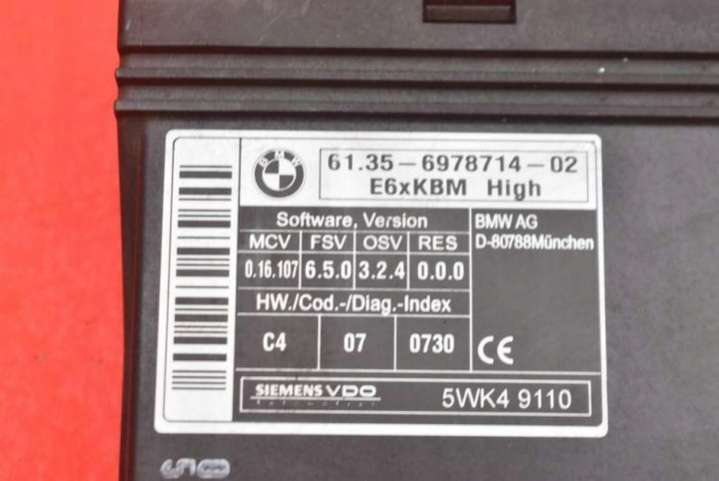 BMW
61.35-6978714-02
E6xKBM High
Software, Version
MCV FSV OSV RES
0.16.107 6.5.0 3.2.4 0.0.0
BMW AG
D-80788München
HW./Cod.-/Diag.-Index
C4 07 0730
CE
SIEMENS VDO
Automotive
5WK4 9110